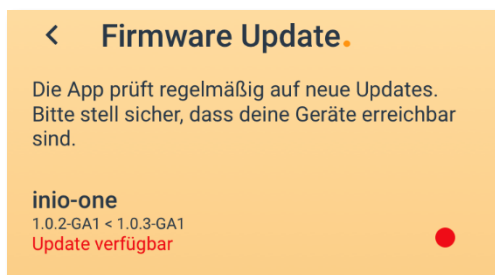 Firmware Update.
Die App prüft regelmäßig auf neue Updates.
Bitte stell sicher, dass deine Geräte erreichbar
sind.
inio-one
1.0.2-GA1 < 1.0.3-GA1
Update verfügbar